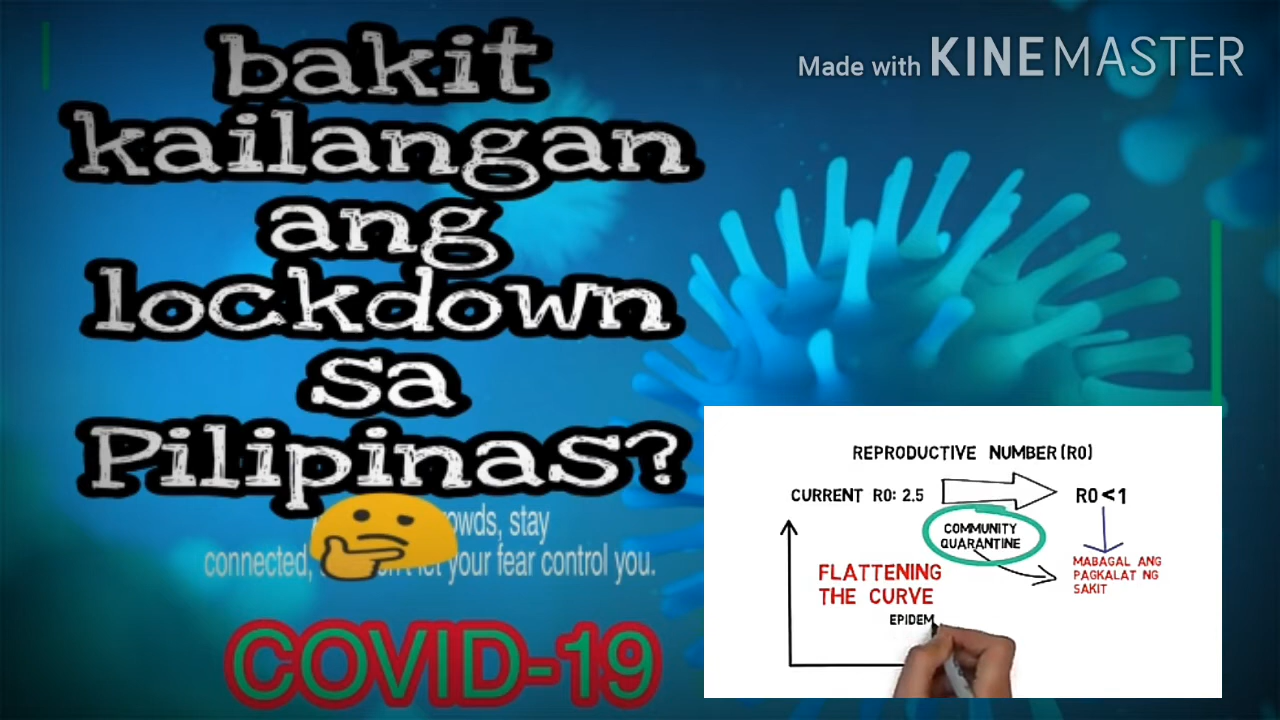 bakit
kailangan
ang
lockdown
sa
Pilipinas?
Made with KINEMASTER
stay
connected, your fear control you.
COVID-19
REPRODUCTIVE NUMBER (R0)
CURRENT R0: 2.5
R0 <1
COMMUNITY
QUARANTINE
MABAGAL ANG
PAGKALAT NG
SAKIT
FLATTENING
THE CURVE
EPIDEM